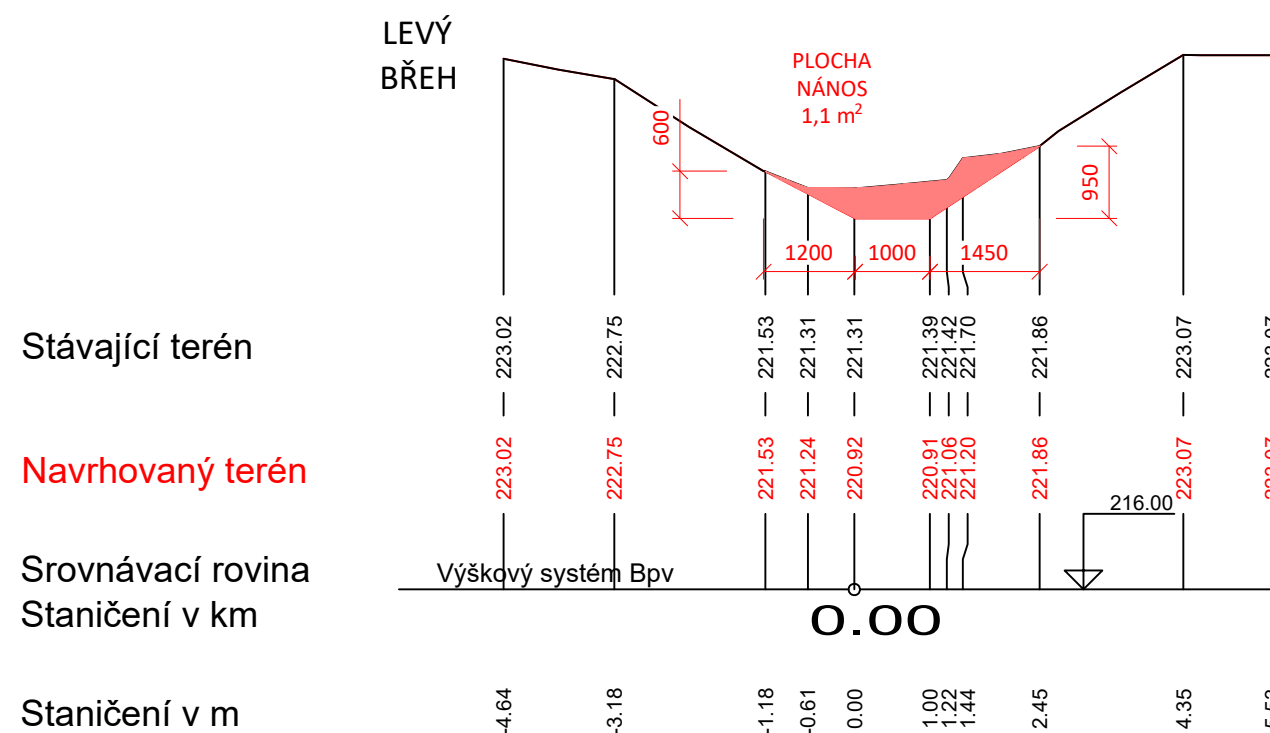 LEVÝ
BŘEH
PLOCHA
NÁNOS
1,1 m²
600
950
1200 1000 1450
Stávající terén
223.02 222.75 221.53 221.31 221.31 221.39 221.42 221.70 221.86 223.07
Navrhovaný terén
223.02 222.75 221.53 221.24 220.92 220.91 221.06 221.20 221.86 223.07
216.00
Srovnávací rovina
Výškový systém Bpv
Staničení v km
0.00
Staničení v m
-4.64 -3.18 -1.18 -0.61 0.00 1.00 1.22 1.44 2.45 4.35